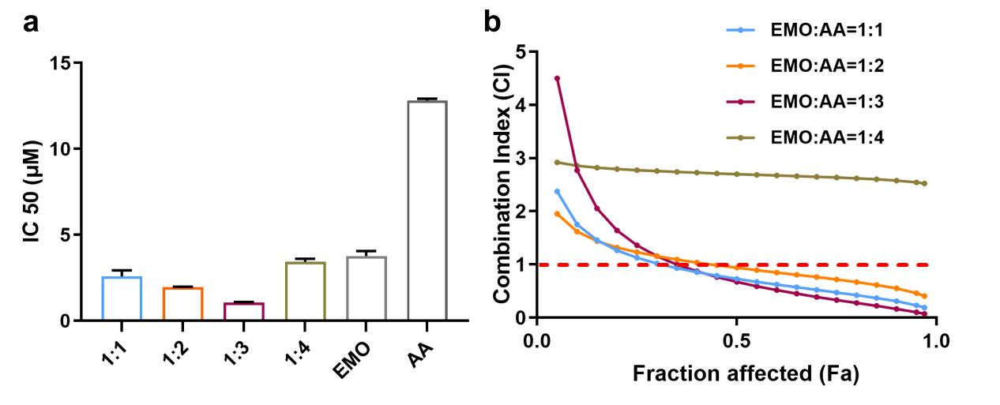 a
IC 50 (μM)
15
10
5
0
1:1
1:2
1:3
1:4
EMO
AA
b
EMO:AA=1:1
EMO:AA=1:2
EMO:AA=1:3
EMO:AA=1:4
Combination Index (CI)
5
4
3
2
1
0
0.0
0.5
1.0
Fraction affected (Fa)